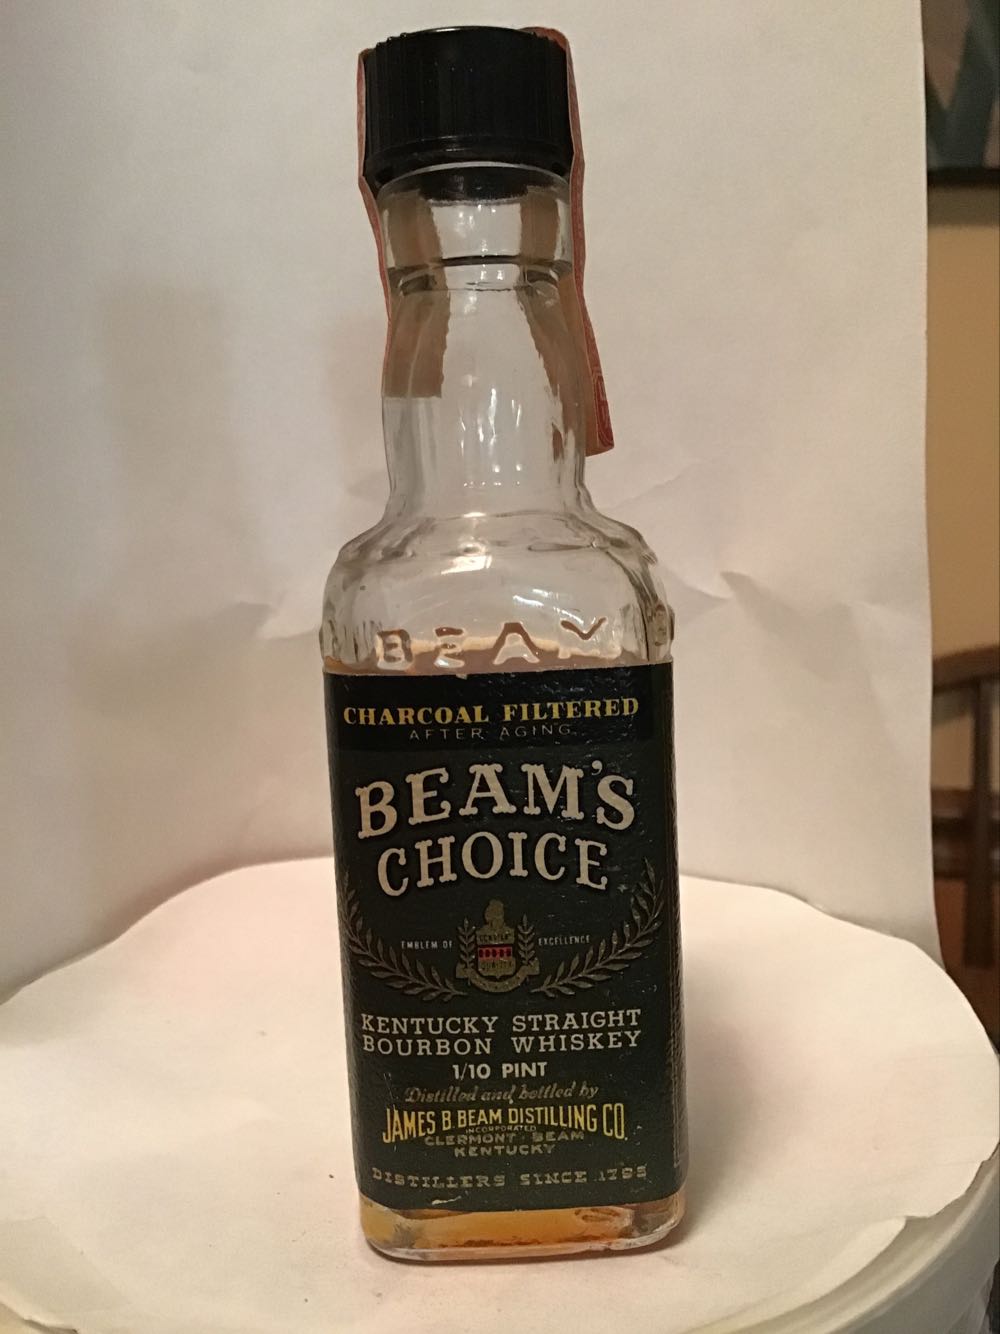 BEAM
CHARCOAL FILTERED
AFTER AGING
BEAM'S
CHOICE
EMBLEM OF EXCELLENCE
KENTUCKY STRAIGHT
BOURBON WHISKEY
1/10 PINT
Distilled and bottled by
JAMES B. BEAM DISTILLING CO.
INCORPORATED
CLERMONT · BEAM
KENTUCKY
DISTILLERS SINCE 1795